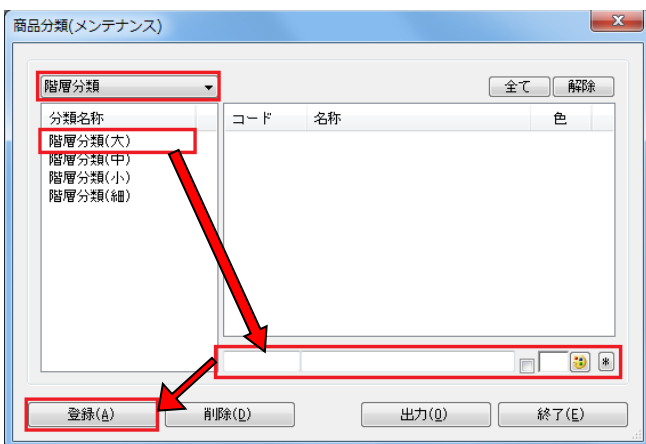 商品分類(メンテナンス)
階層分類
全て 解除
分類名称
コード 名称 色
階層分類(大)
階層分類(中)
階層分類(小)
階層分類(細)
*
登録(A) 削除(D) 出力(O) 終了(E)